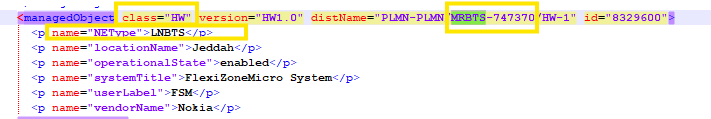 <managedObject class="HW" version="HW1.0" distName="PLMN-PLMN/MRBTS-747370/HW-1" id="8329600">
<p name="NEType">LNBTS</p>
<p name="locationName">Jeddah</p>
<p name="operationalState">enabled</p>
<p name="systemTitle">FlexiZoneMicro System</p>
<p name="userLabel">FSM</p>
<p name="vendorName">Nokia</p>